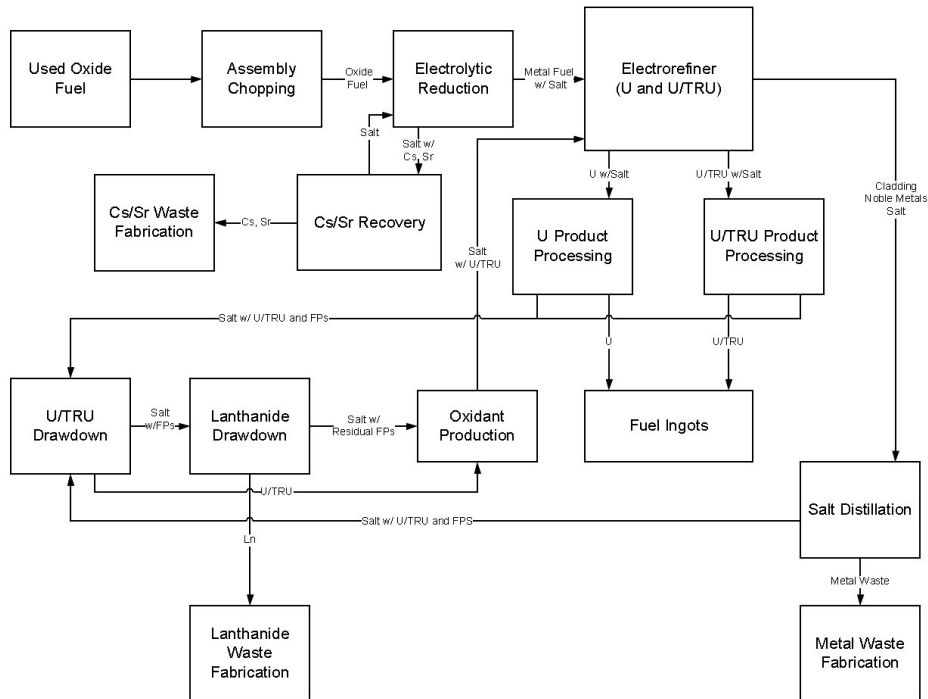 Used Oxide
Fuel
Assembly
Chopping
Oxide
Fuel
Electrolytic
Reduction
Metal Fuel
w/ Salt
Electrorefiner
(U and U/TRU)
Salt
Salt w/
Cs, Sr
U w/Salt
U/TRU w/Salt
Cladding
Noble Metals
Salt
Cs/Sr Waste
Fabrication
Cs, Sr
Cs/Sr Recovery
Salt
w/ U/TRU
U Product
Processing
U/TRU Product
Processing
Salt w/ U/TRU and FPs
U
U/TRU
U/TRU
Drawdown
Salt
w/FPs
Lanthanide
Drawdown
Salt w/
Residual FPs
Oxidant
Production
Fuel Ingots
U/TRU
Salt w/ U/TRU and FPS
Salt Distillation
Ln
Metal Waste
Lanthanide
Waste
Fabrication
Metal Waste
Fabrication